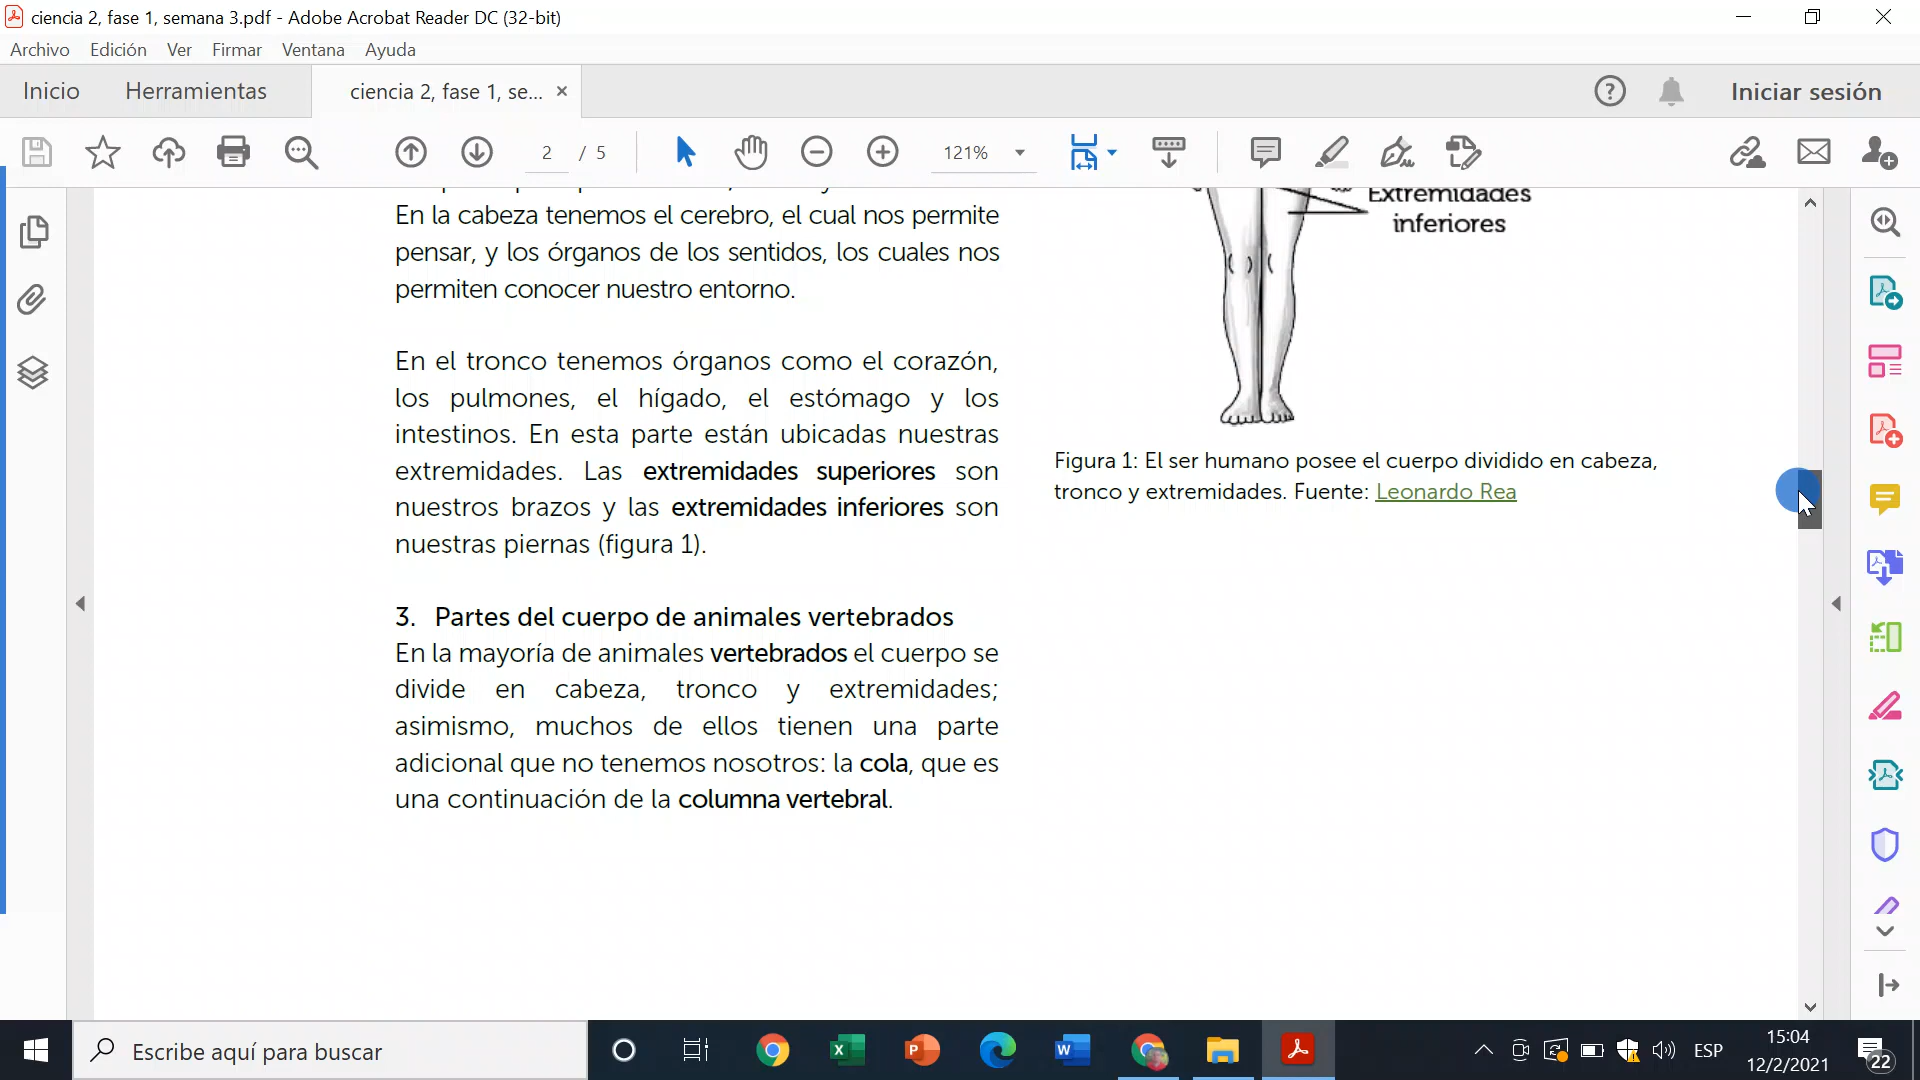 ciencia 2, fase 1, semana 3.pdf - Adobe Acrobat Reader DC (32-bit)
Archivo Edición Ver Firmar Ventana Ayuda
Inicio Herramientas ciencia 2, fase 1, se... × Iniciar sesión
2 / 5 121%
En la cabeza tenemos el cerebro, el cual nos permite
pensar, y los órganos de los sentidos, los cuales nos
permiten conocer nuestro entorno.
En el tronco tenemos órganos como el corazón,
los pulmones, el hígado, el estómago y los
intestinos. En esta parte están ubicadas nuestras
extremidades. Las extremidades superiores son
nuestros brazos y las extremidades inferiores son
nuestras piernas (figura 1).
3. Partes del cuerpo de animales vertebrados
En la mayoría de animales vertebrados el cuerpo se
divide en cabeza, tronco y extremidades;
asimismo, muchos de ellos tienen una parte
adicional que no tenemos nosotros: la cola, que es
una continuación de la columna vertebral.
Extremidades
inferiores
Figura 1: El ser humano posee el cuerpo dividido en cabeza,
tronco y extremidades. Fuente: Leonardo Rea
Escribe aquí para buscar
ESP
15:04
12/2/2021
22